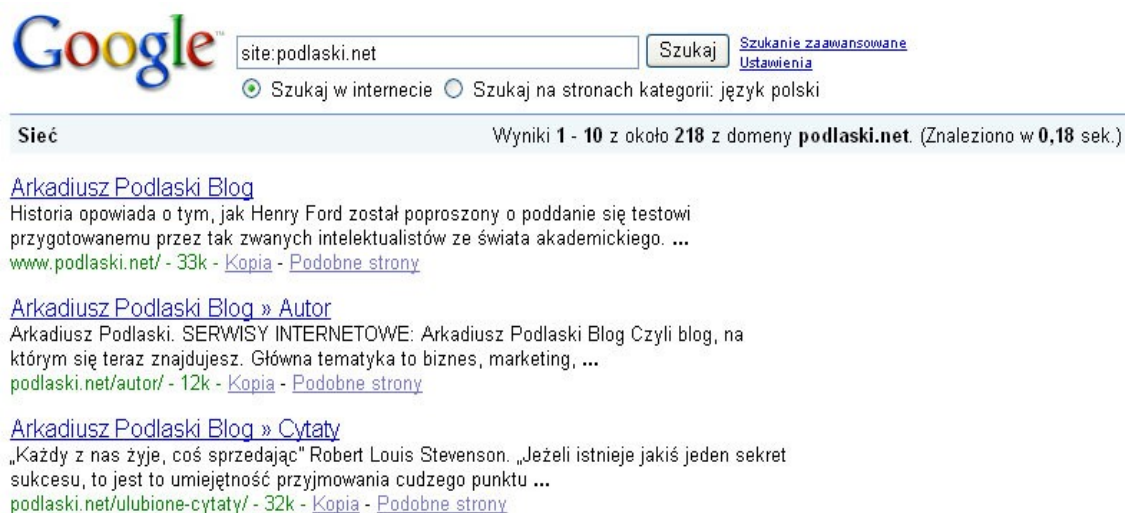 Google™ site:podlaski.net Szukaj Szukanie zaawansowane
Ustawienia
Szukaj w internecie Szukaj na stronach kategorii: język polski
Sieć Wyniki 1 - 10 z około 218 z domeny podlaski.net. (Znaleziono w 0,18 sek.)
Arkadiusz Podlaski Blog
Historia opowiada o tym, jak Henry Ford został poproszony o poddanie się testowi
przygotowanemu przez tak zwanych intelektualistów ze świata akademickiego. ...
www.podlaski.net/ - 33k - Kopia - Podobne strony
Arkadiusz Podlaski Blog » Autor
Arkadiusz Podlaski. SERWISY INTERNETOWE: Arkadiusz Podlaski Blog Czyli blog, na
którym się teraz znajdujesz. Główna tematyka to biznes, marketing, ...
podlaski.net/autor/ - 12k - Kopia - Podobne strony
Arkadiusz Podlaski Blog » Cytaty
„Każdy z nas żyje, coś sprzedając" Robert Louis Stevenson. „Jeżeli istnieje jakiś jeden sekret
sukcesu, to jest to umiejętność przyjmowania cudzego punktu ...
podlaski.net/ulubione-cytaty/ - 32k - Kopia - Podobne strony